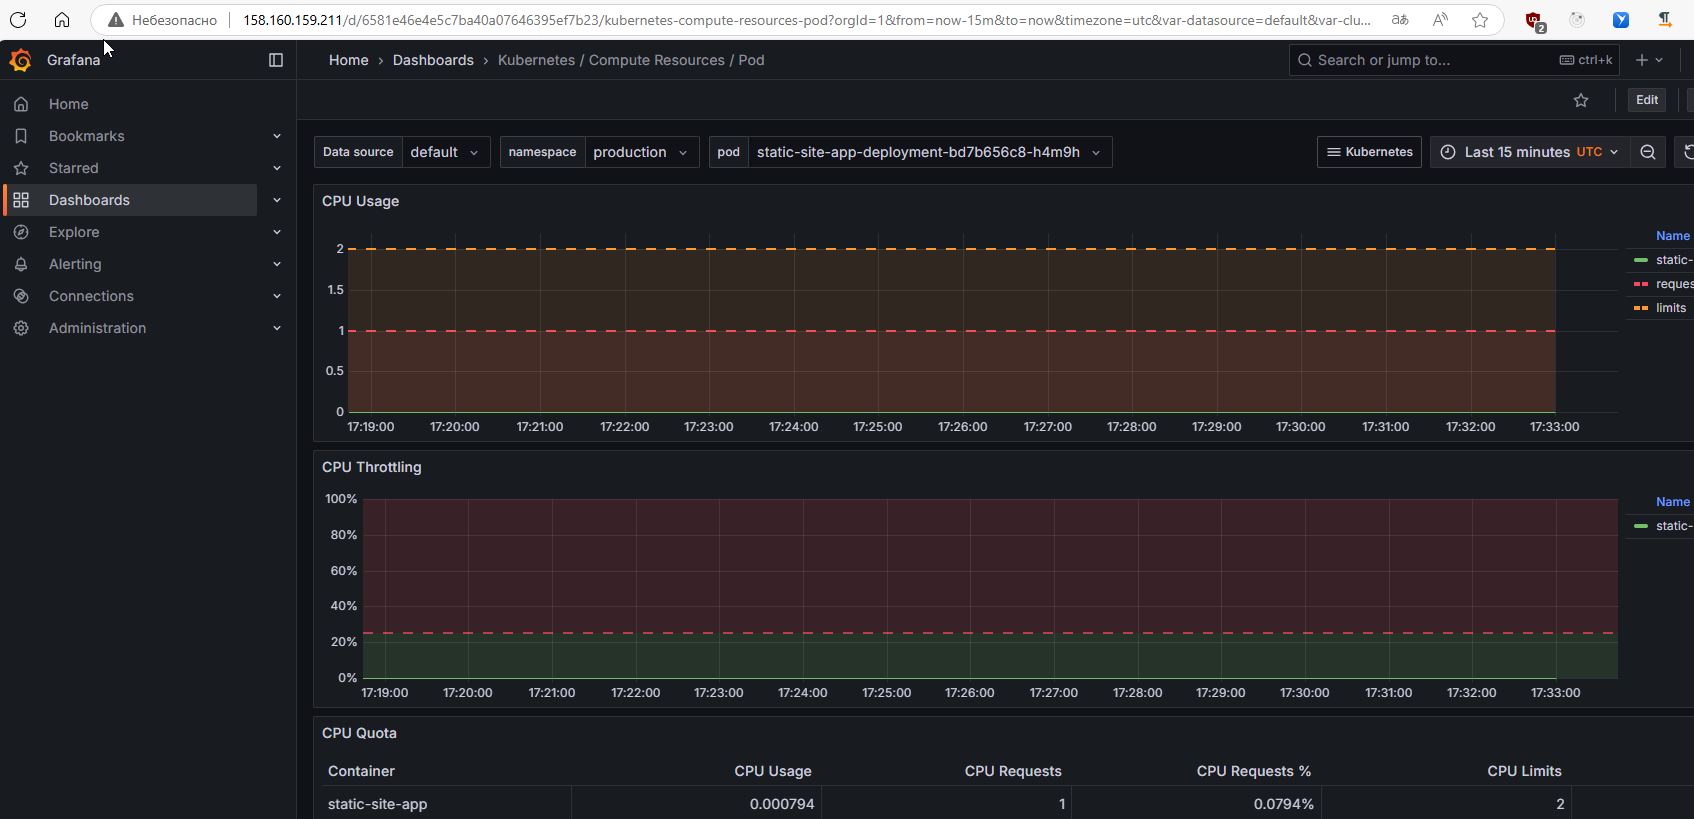 Небезопасно 158.160.159.211/d/6581e46e4e5c7ba40a07646395ef7b23/kubernetes-compute-resources-pod?orgId=1&from=now-15m&to=now&timezone=utc&var-datasource=default&var-clu...
Grafana
Home › Dashboards › Kubernetes / Compute Resources / Pod
Search or jump to... ctrl+k
Home
Bookmarks
Starred
Dashboards
Explore
Alerting
Connections
Administration
Edit
Data source default namespace production pod static-site-app-deployment-bd7b656c8-h4m9h Kubernetes Last 15 minutes UTC
CPU Usage
2
1.5
1
0.5
0
17:19:00 17:20:00 17:21:00 17:22:00 17:23:00 17:24:00 17:25:00 17:26:00 17:27:00 17:28:00 17:29:00 17:30:00 17:31:00 17:32:00 17:33:00
Name
static-
reques
limits
CPU Throttling
100%
80%
60%
40%
20%
0%
17:19:00 17:20:00 17:21:00 17:22:00 17:23:00 17:24:00 17:25:00 17:26:00 17:27:00 17:28:00 17:29:00 17:30:00 17:31:00 17:32:00 17:33:00
Name
static-
CPU Quota
Container CPU Usage CPU Requests CPU Requests % CPU Limits
static-site-app 0.000794 1 0.0794% 2